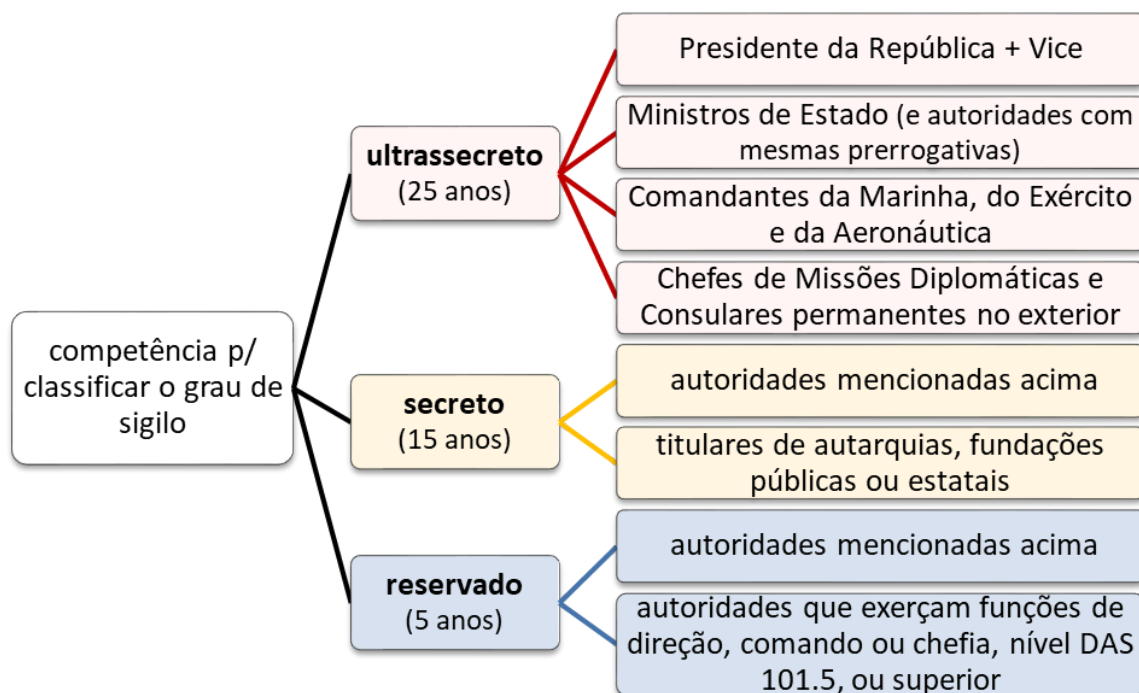 competência p/
classificar o grau de
sigilo
ultrassecreto
(25 anos)
Presidente da República + Vice
Ministros de Estado (e autoridades com
mesmas prerrogativas)
Comandantes da Marinha, do Exército
e da Aeronáutica
Chefes de Missões Diplomáticas e
Consulares permanentes no exterior
secreto
(15 anos)
autoridades mencionadas acima
titulares de autarquias, fundações
públicas ou estatais
reservado
(5 anos)
autoridades mencionadas acima
autoridades que exerçam funções de
direção, comando ou chefia, nível DAS
101.5, ou superior